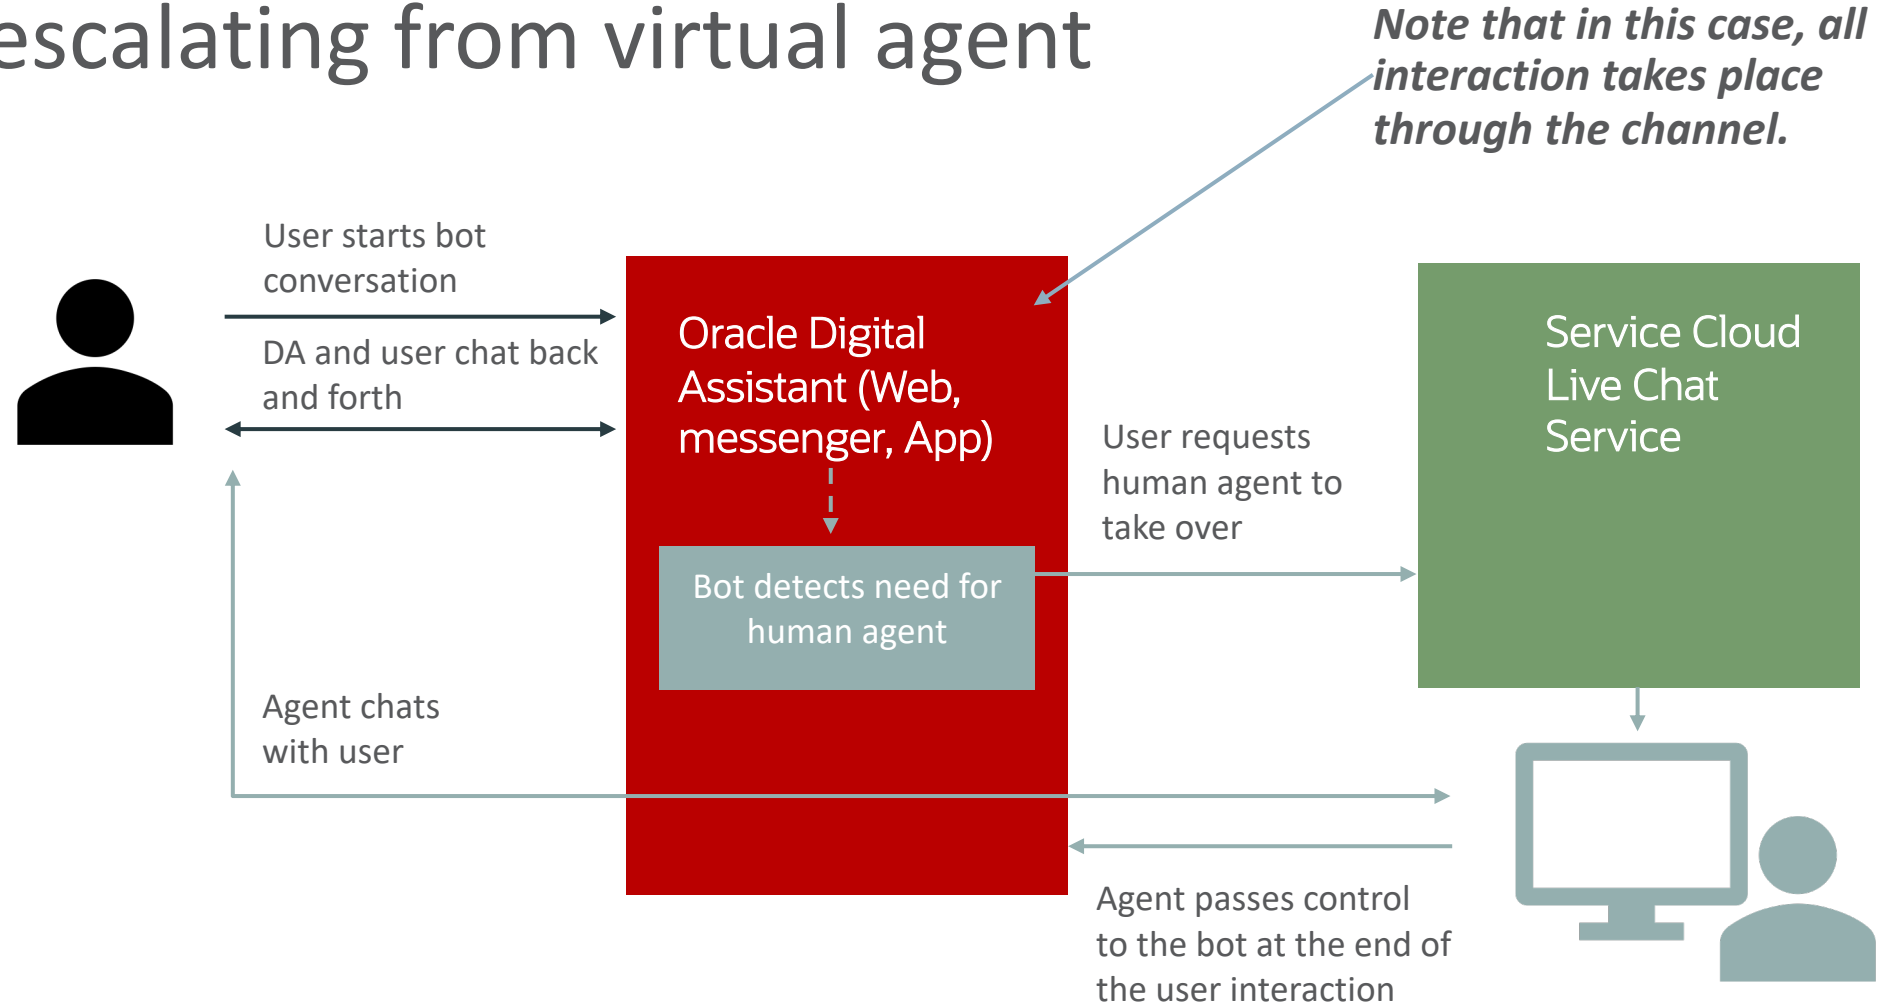 escalating from virtual agent
Note that in this case, all
interaction takes place
through the channel.
User starts bot
conversation
DA and user chat back
and forth
Oracle Digital
Assistant (Web,
messenger, App)
Bot detects need for
human agent
User requests
human agent to
take over
Service Cloud
Live Chat
Service
Agent chats
with user
Agent passes control
to the bot at the end of
the user interaction